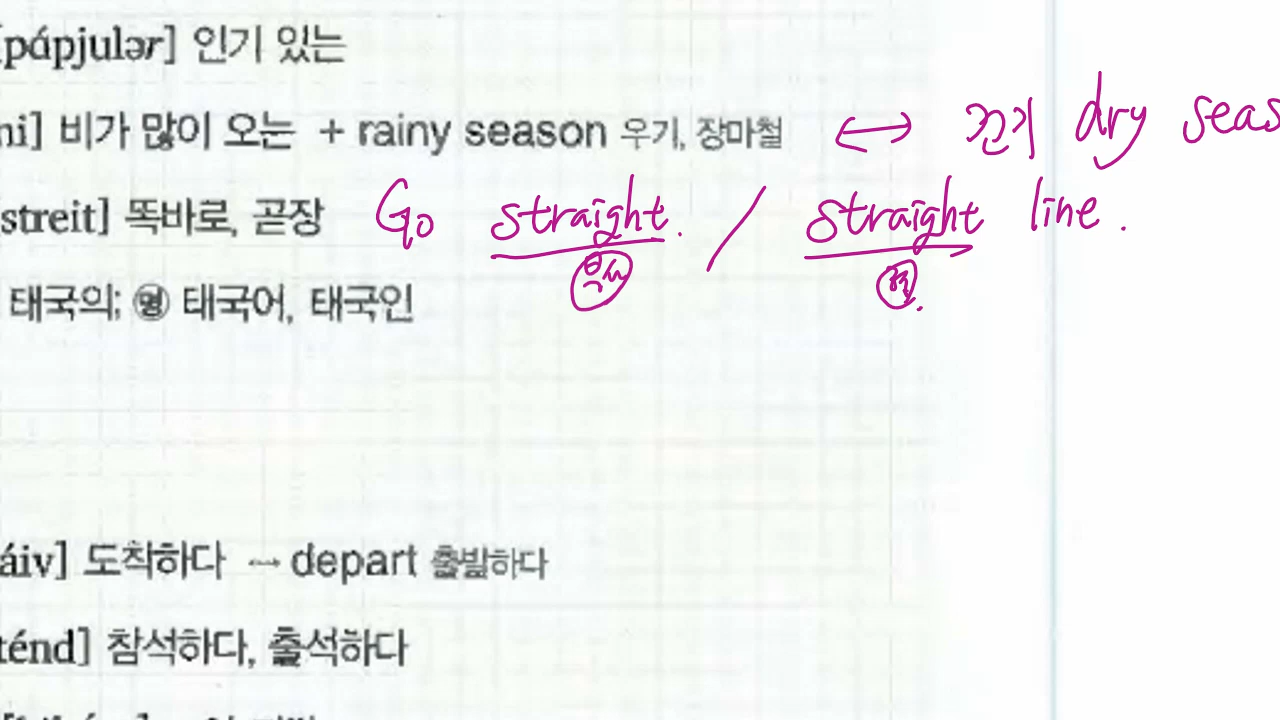 [pápjulər] 인기 있는
ni] 비가 많이 오는 + rainy season 우기, 장마철 ↔ 건기 dry seas
streit] 똑바로, 곧장 Go straight. / straight line.
부 형.
태국의; 명 태국어, 태국인
áiv] 도착하다 ↔ depart 출발하다
ténd] 참석하다, 출석하다